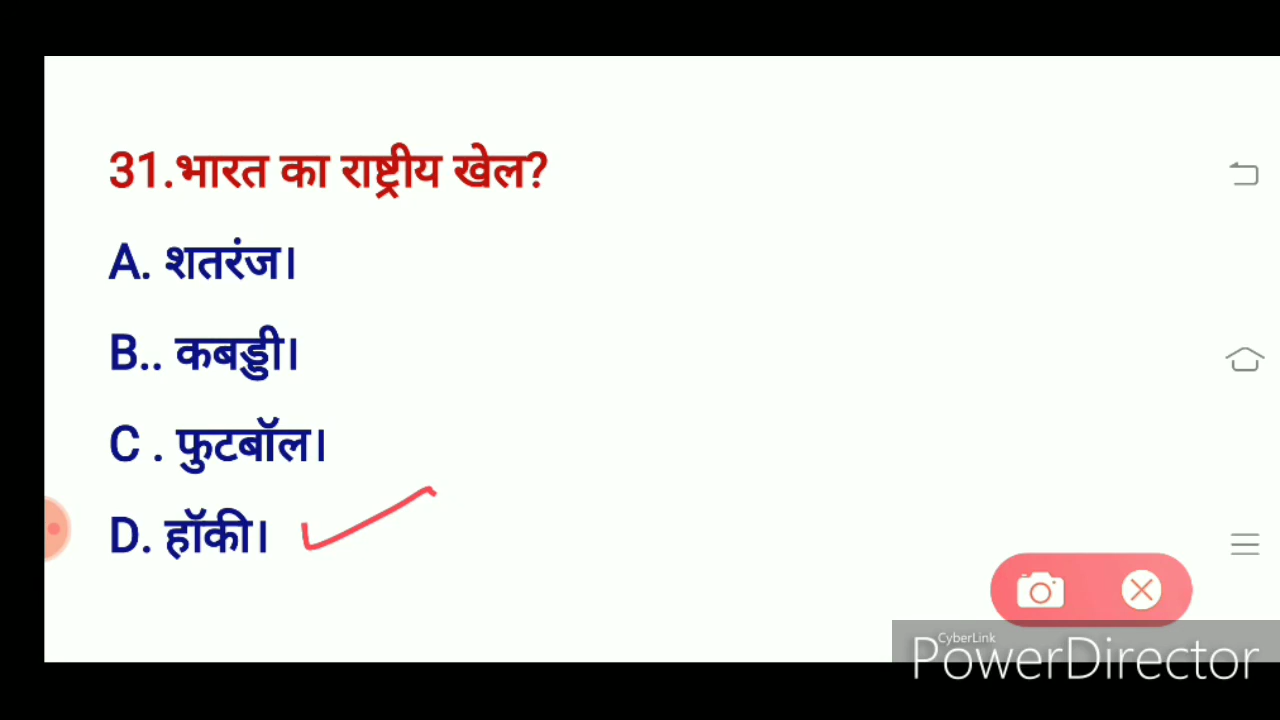 31.भारत का राष्ट्रीय खेल?
A. शतरंज।
B.. कबड्डी।
C . फुटबॉल।
D. हॉकी।
CyberLink
PowerDirector